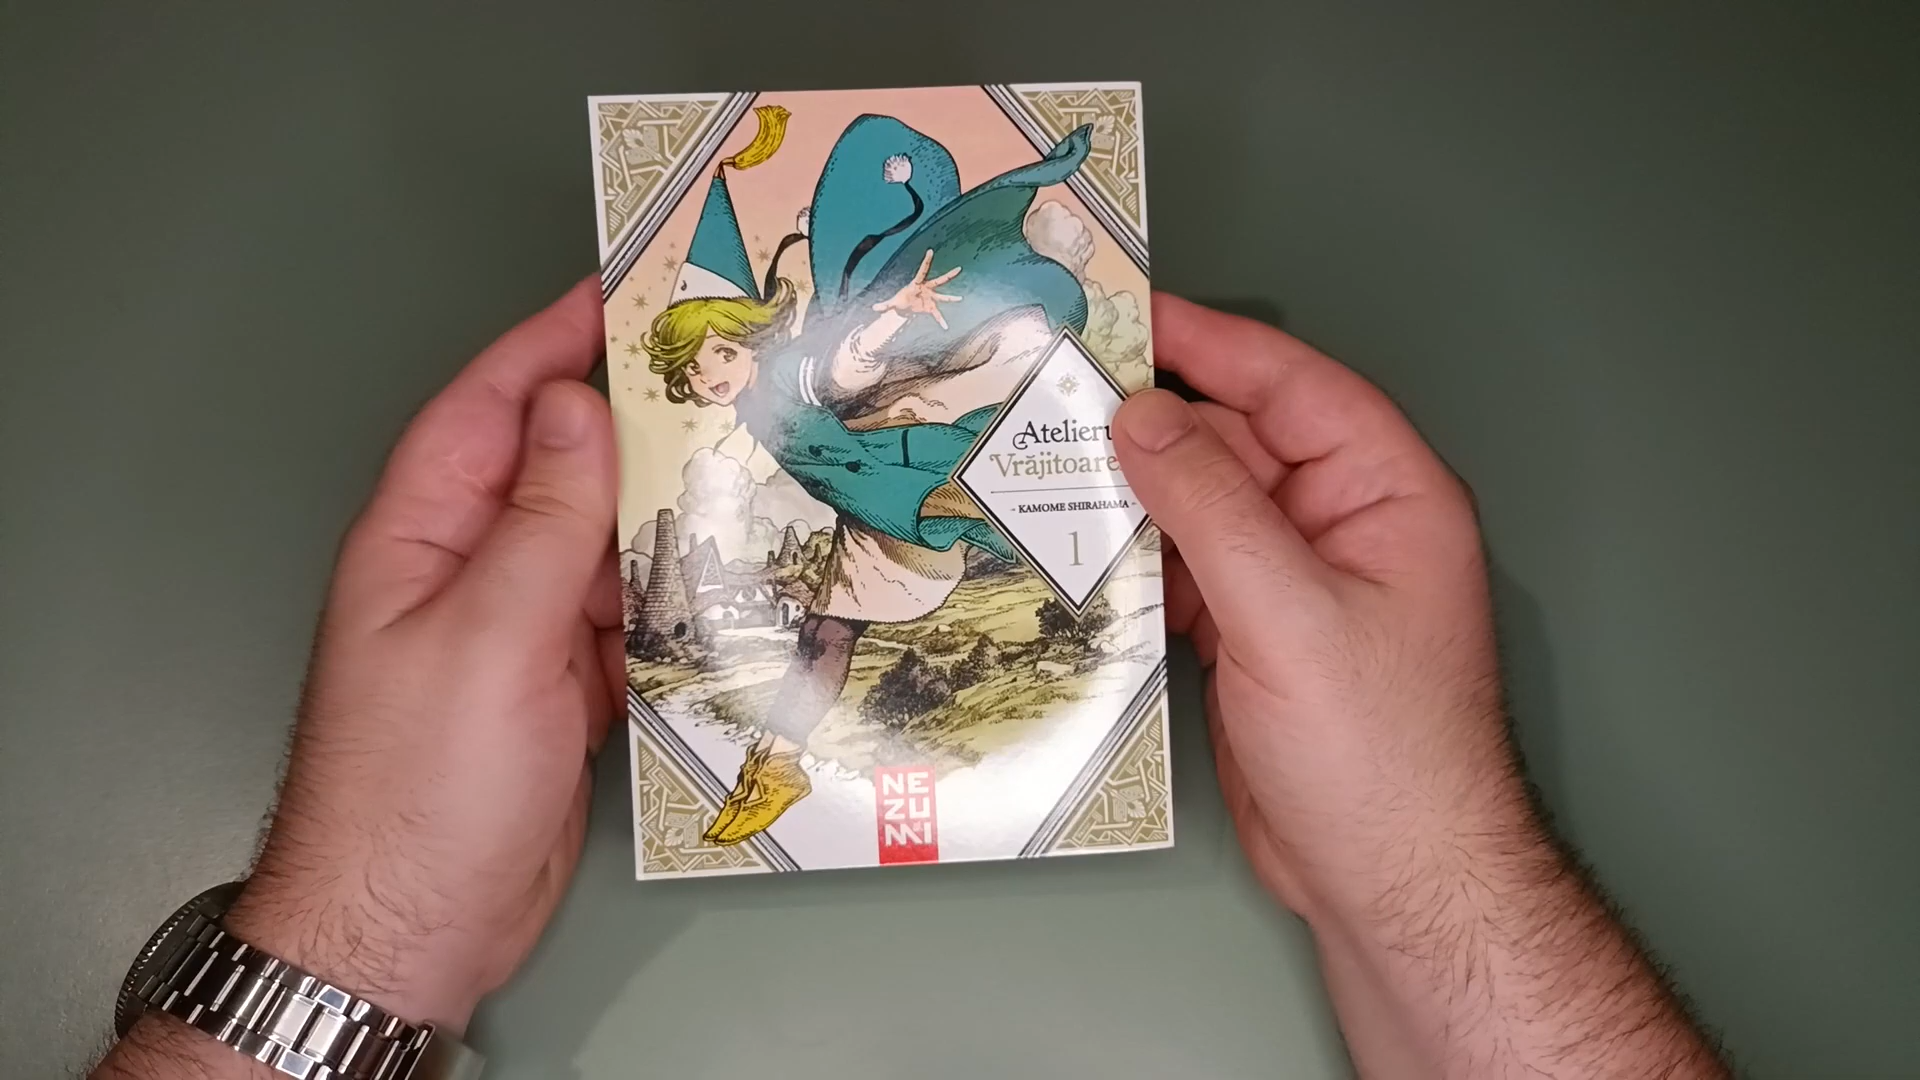 Atelieru
Vrăjitoare
- KAMOME SHIRAHAMA -
1
NE
ZU
MI